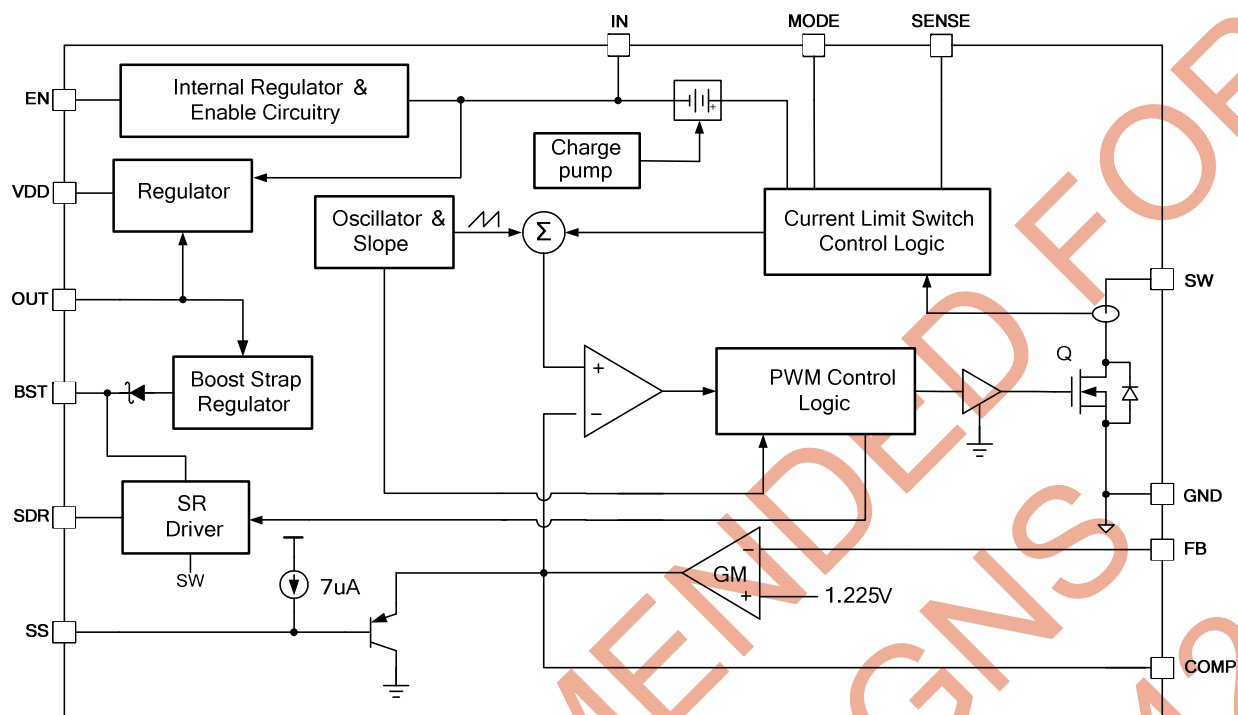 IN
MODE
SENSE
EN
Internal Regulator &
Enable Circuitry
Charge
pump
VDD
Regulator
Oscillator &
Slope
Σ
Current Limit Switch
Control Logic
OUT
SW
BST
Boost Strap
Regulator
+
−
PWM Control
Logic
Q
SDR
SR
Driver
SW
GND
FB
7uA
GM
−
+
1.225V
SS
COMP